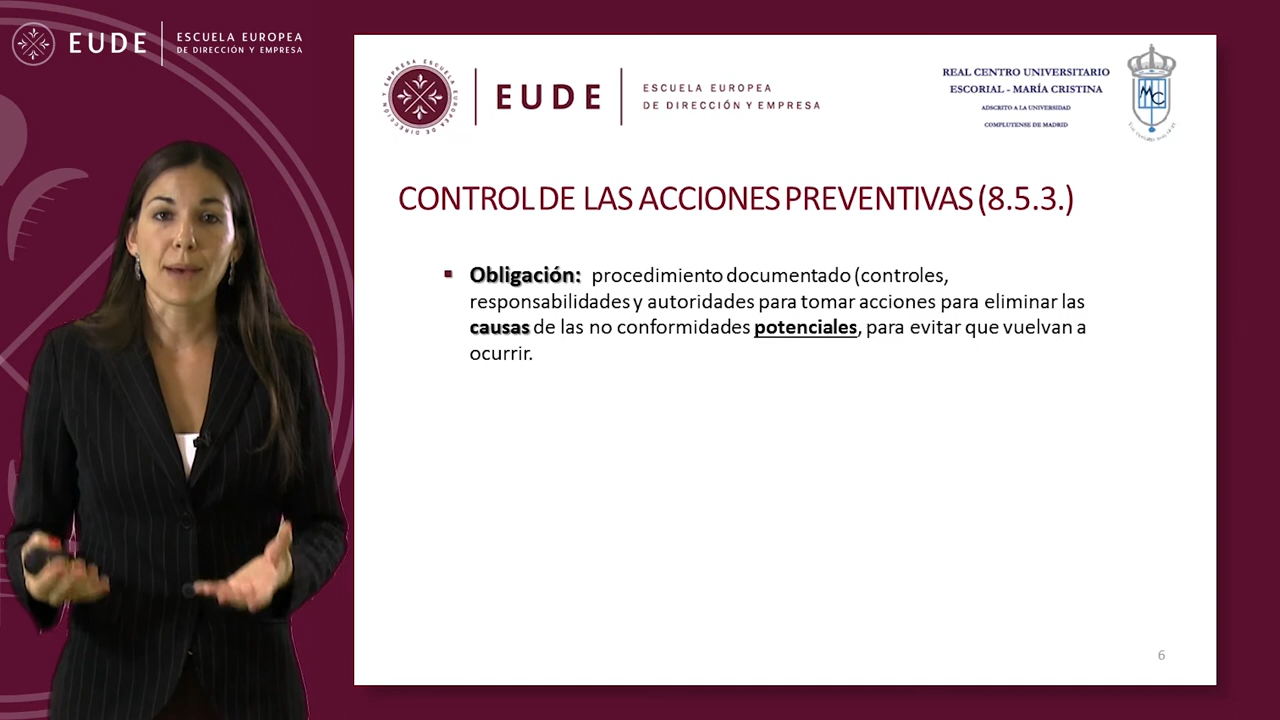 EUDE
ESCUELA EUROPEA
DE DIRECCIÓN Y EMPRESA
EUDE
ESCUELA EUROPEA
DE DIRECCIÓN Y EMPRESA
REAL CENTRO UNIVERSITARIO
ESCORIAL - MARÍA CRISTINA
ADSCRITO A LA UNIVERSIDAD
COMPLUTENSE DE MADRID
CONTROL DE LAS ACCIONES PREVENTIVAS (8.5.3.)
Obligación: procedimiento documentado (controles,
responsabilidades y autoridades para tomar acciones para eliminar las
causas de las no conformidades potenciales, para evitar que vuelvan a
ocurrir.
6